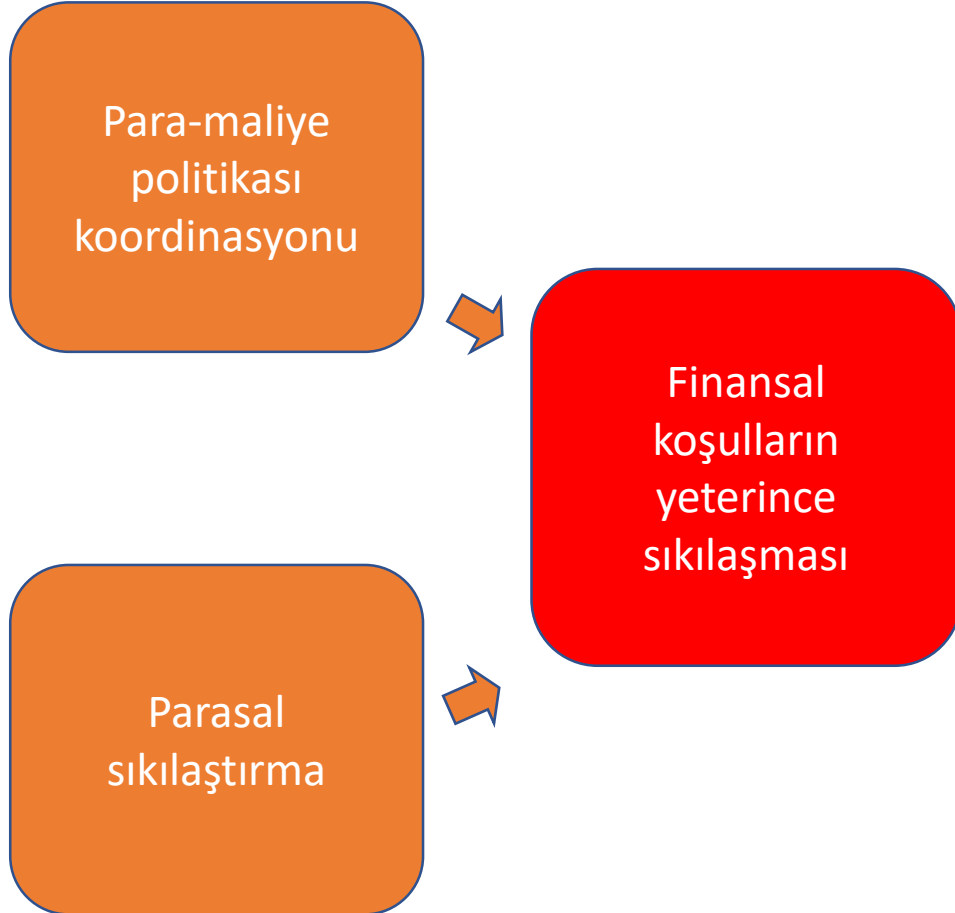 Para-maliye
politikası
koordinasyonu
Finansal
koşulların
yeterince
sıkılaşması
Parasal
sıkılaştırma